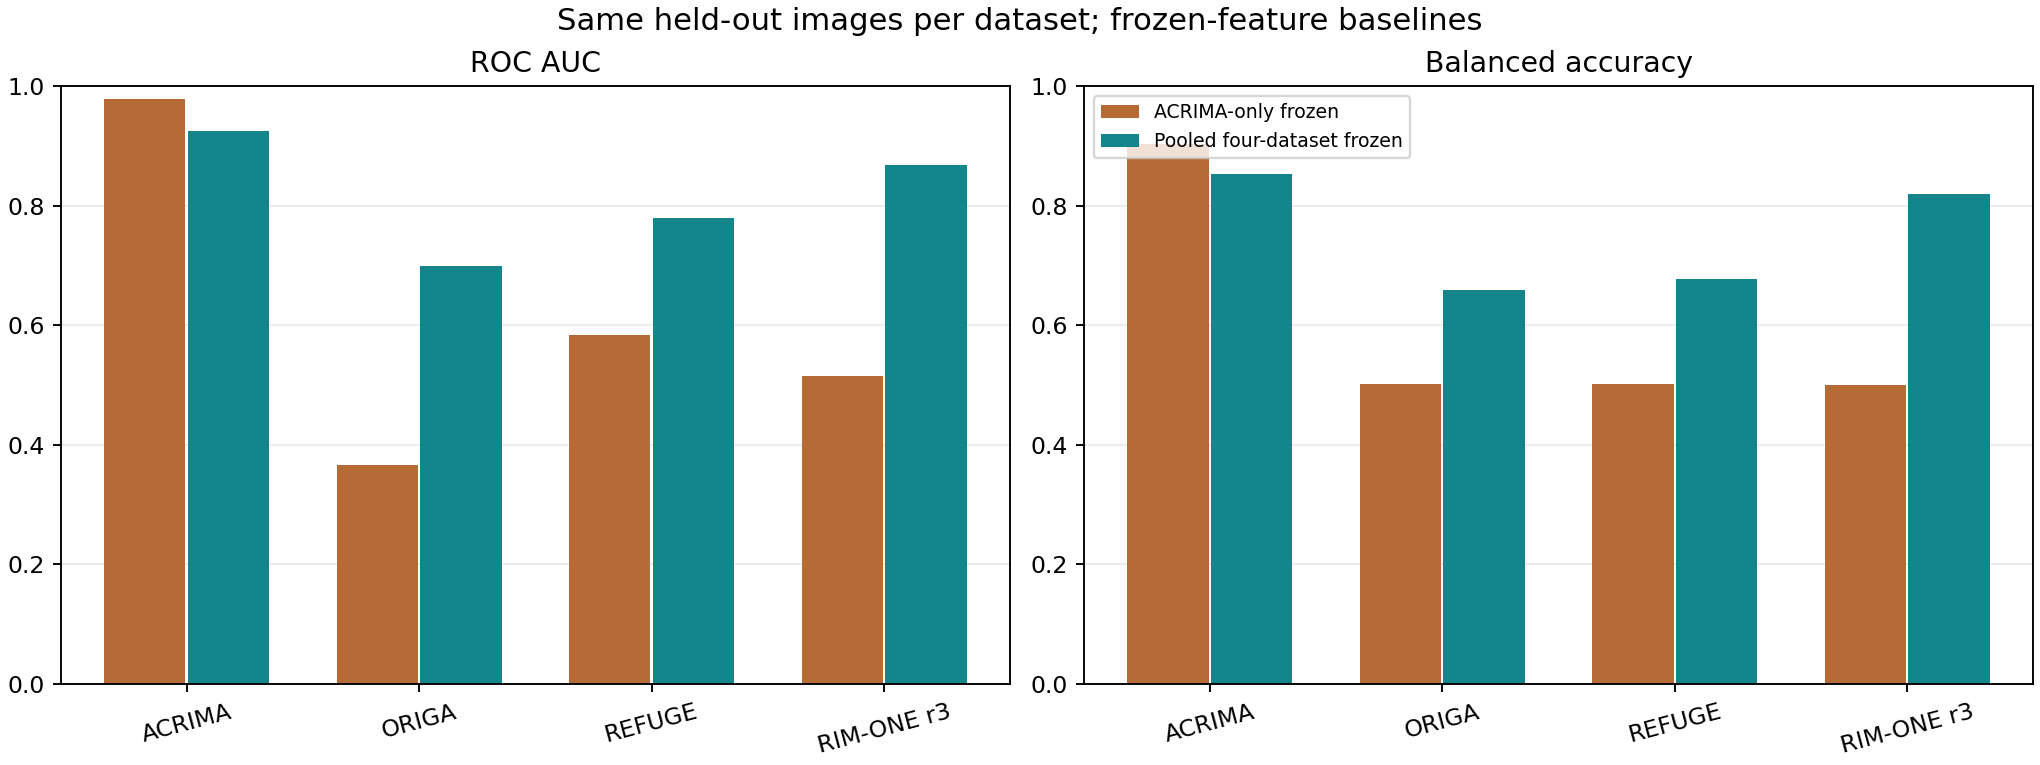 Same held-out images per dataset; frozen-feature baselines
ROC AUC
1.0
0.8
0.6
0.4
0.2
0.0
ACRIMA
ORIGA
REFUGE
RIM-ONE r3
Balanced accuracy
ACRIMA-only frozen
Pooled four-dataset frozen
1.0
0.8
0.6
0.4
0.2
0.0
ACRIMA
ORIGA
REFUGE
RIM-ONE r3